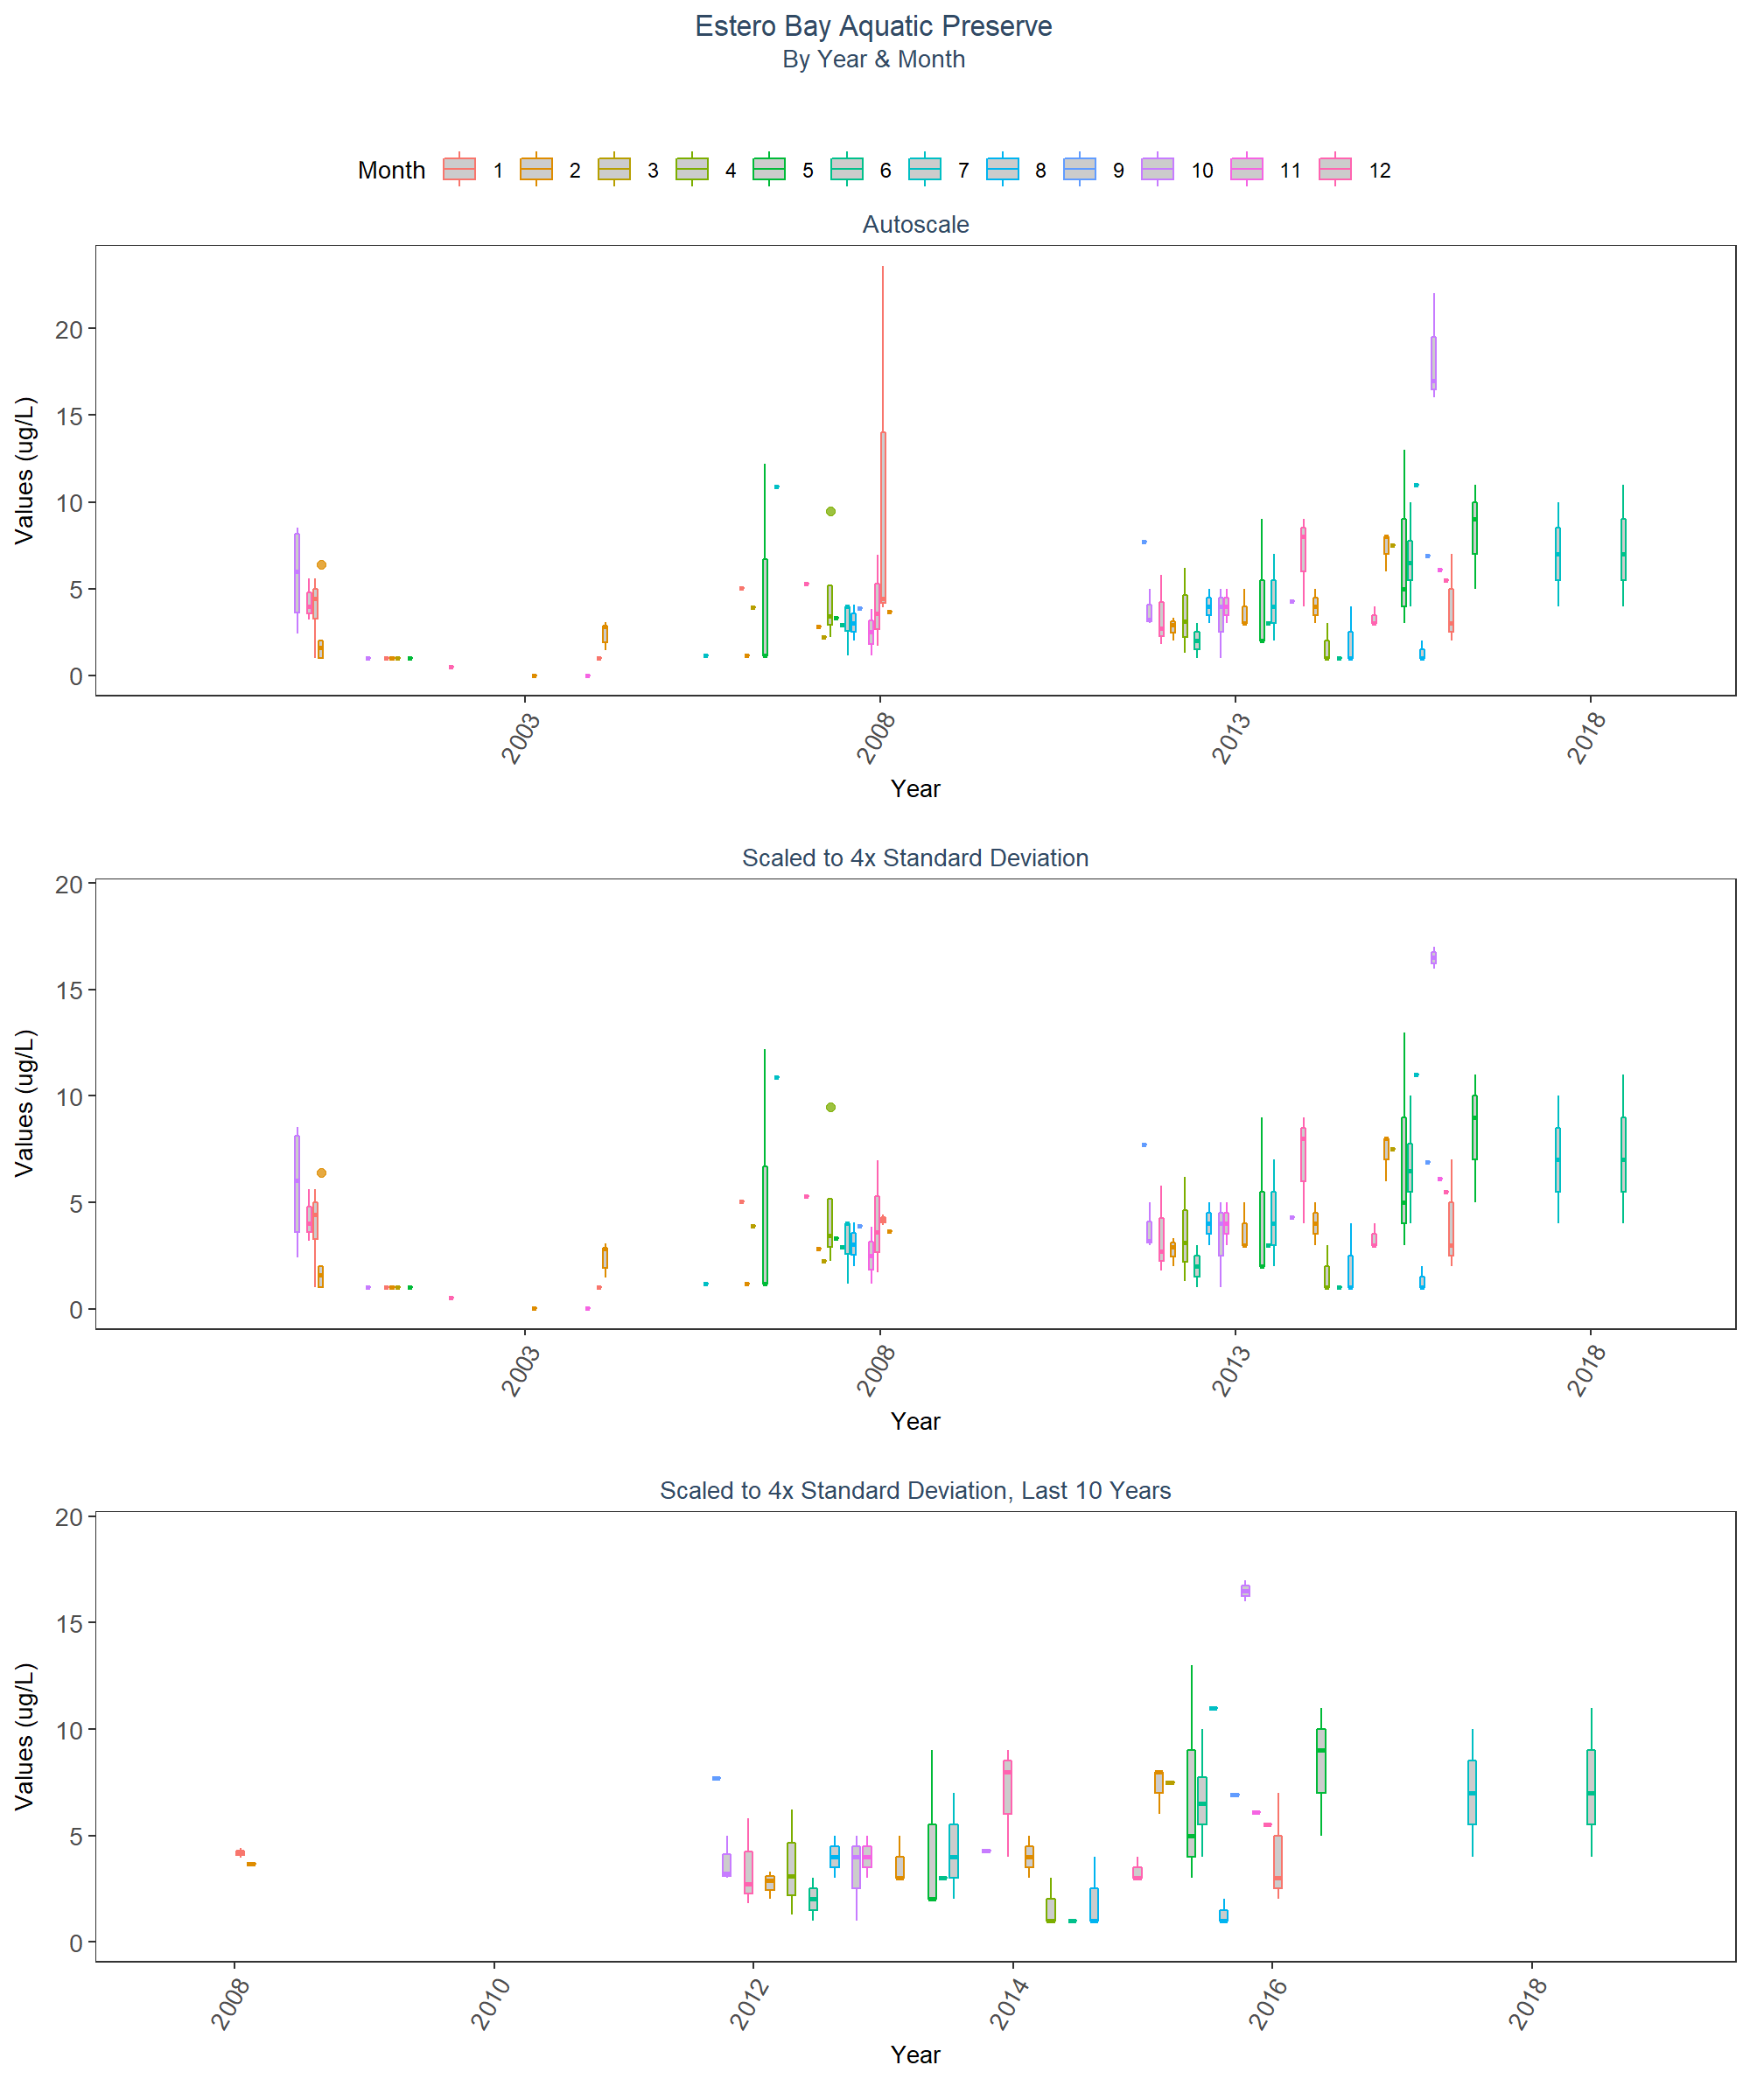 Estero Bay Aquatic Preserve
By Year & Month
Month 1 2 3 4 5 6 7 8 9 10 11 12
Autoscale
Values (ug/L)
20
15
10
5
0
2003 2008 2013 2018
Year
Scaled to 4x Standard Deviation
Values (ug/L)
20
15
10
5
0
2003 2008 2013 2018
Year
Scaled to 4x Standard Deviation, Last 10 Years
Values (ug/L)
20
15
10
5
0
2008 2010 2012 2014 2016 2018
Year